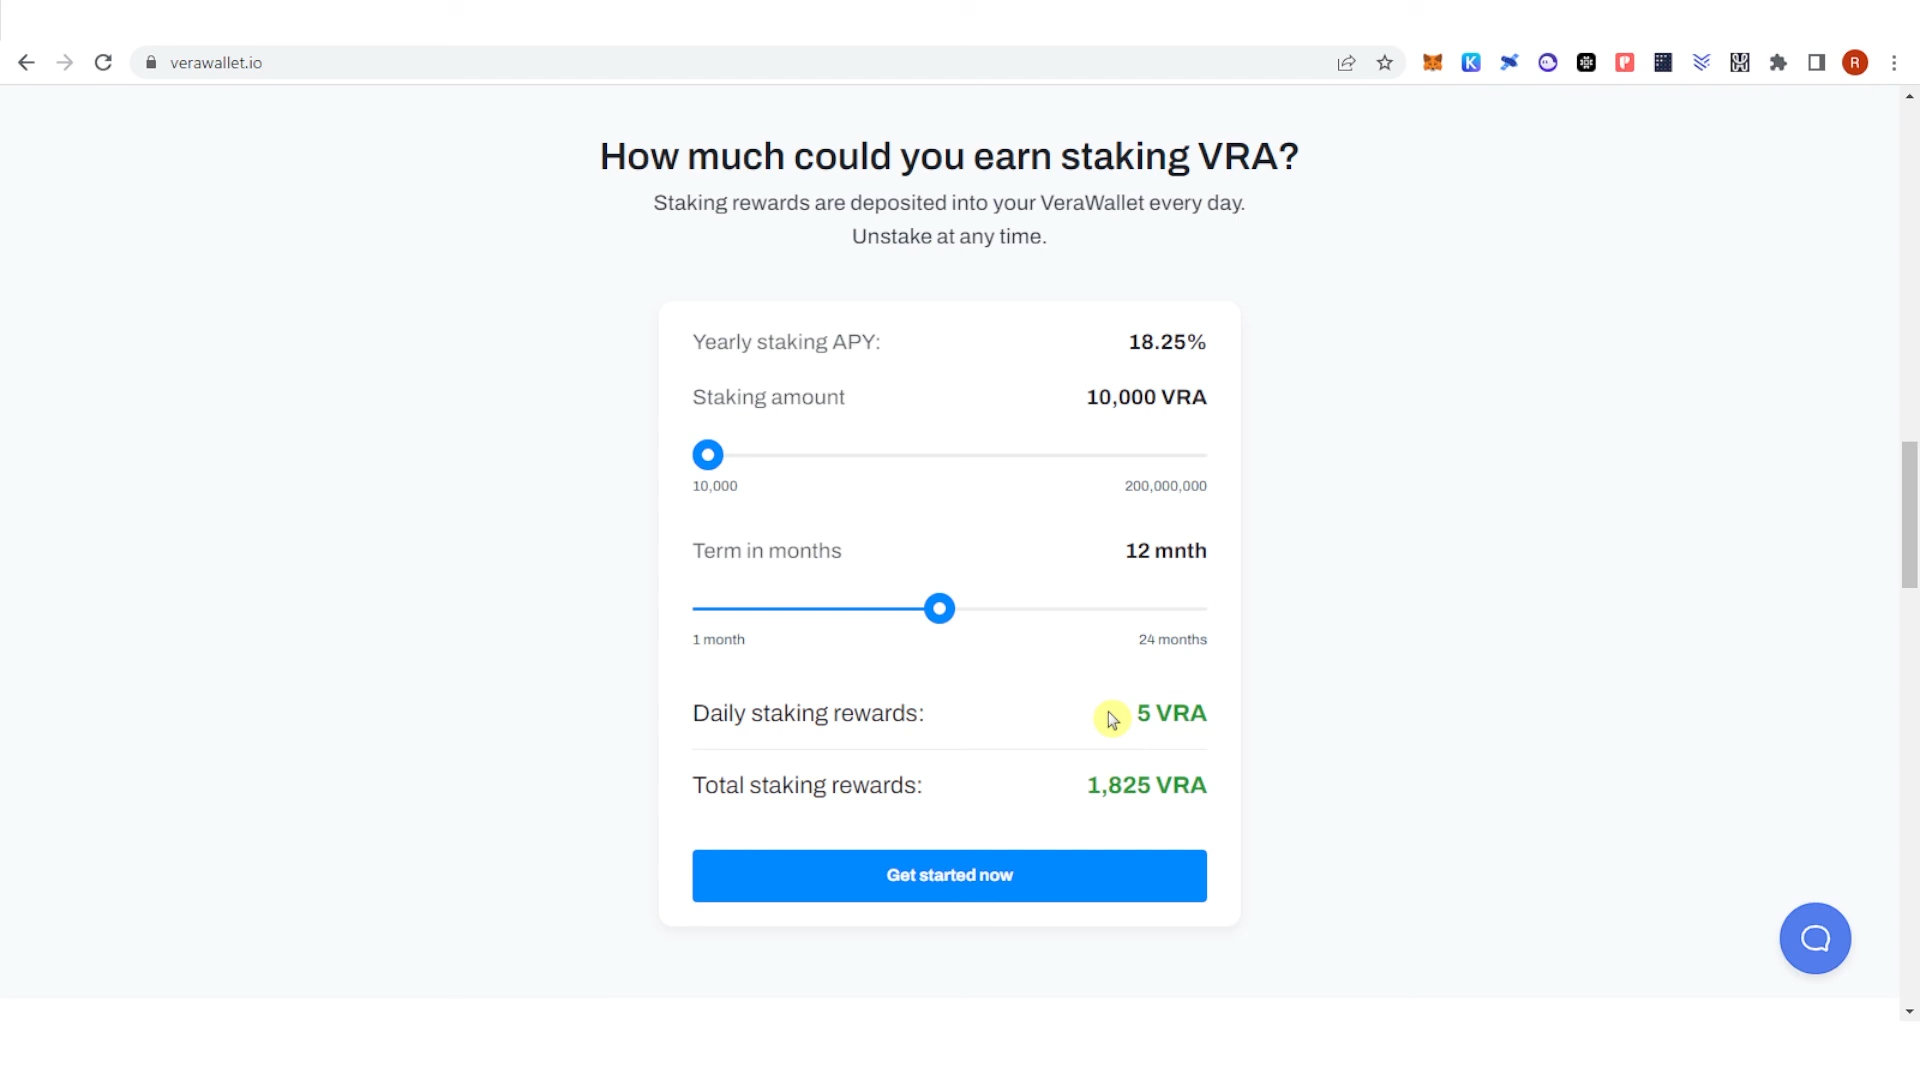 verawallet.io
R
How much could you earn staking VRA?
Staking rewards are deposited into your VeraWallet every day.
Unstake at any time.
Yearly staking APY: 18.25%
Staking amount 10,000 VRA
10,000 200,000,000
Term in months 12 mnth
1 month 24 months
Daily staking rewards: 5 VRA
Total staking rewards: 1,825 VRA
Get started now